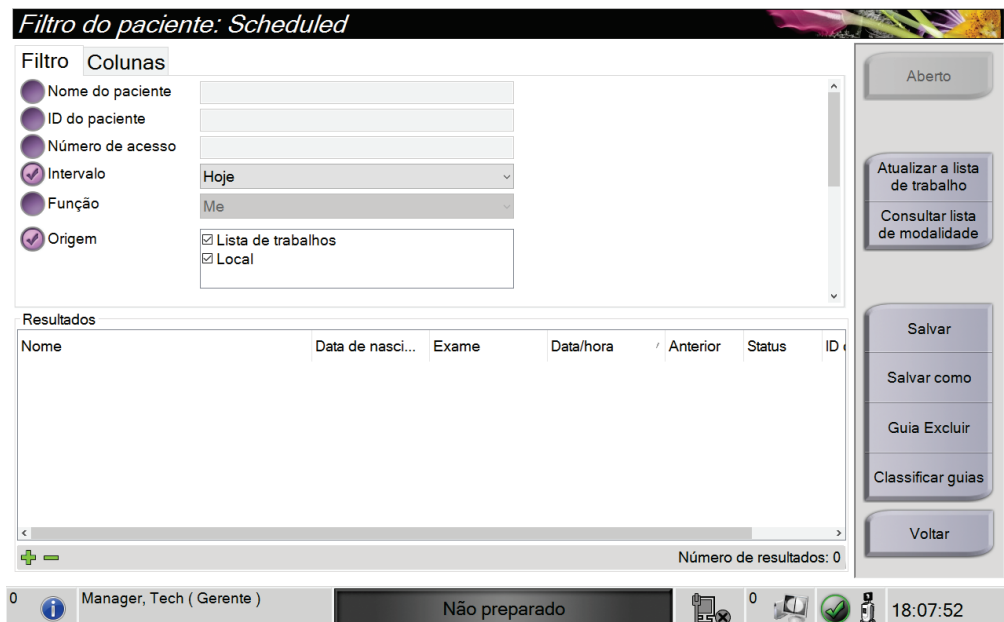 Filtro do paciente: Scheduled
Filtro Colunas
Nome do paciente
ID do paciente
Número de acesso
Intervalo Hoje
Função Me
Origem Lista de trabalhos
Local
Aberto
Atualizar a lista
de trabalho
Consultar lista
de modalidade
Salvar
Salvar como
Guia Excluir
Classificar guias
Voltar
Resultados
Nome Data de nasci... Exame Data/hora Anterior Status ID
Número de resultados: 0
0 Manager, Tech ( Gerente ) Não preparado 0 18:07:52